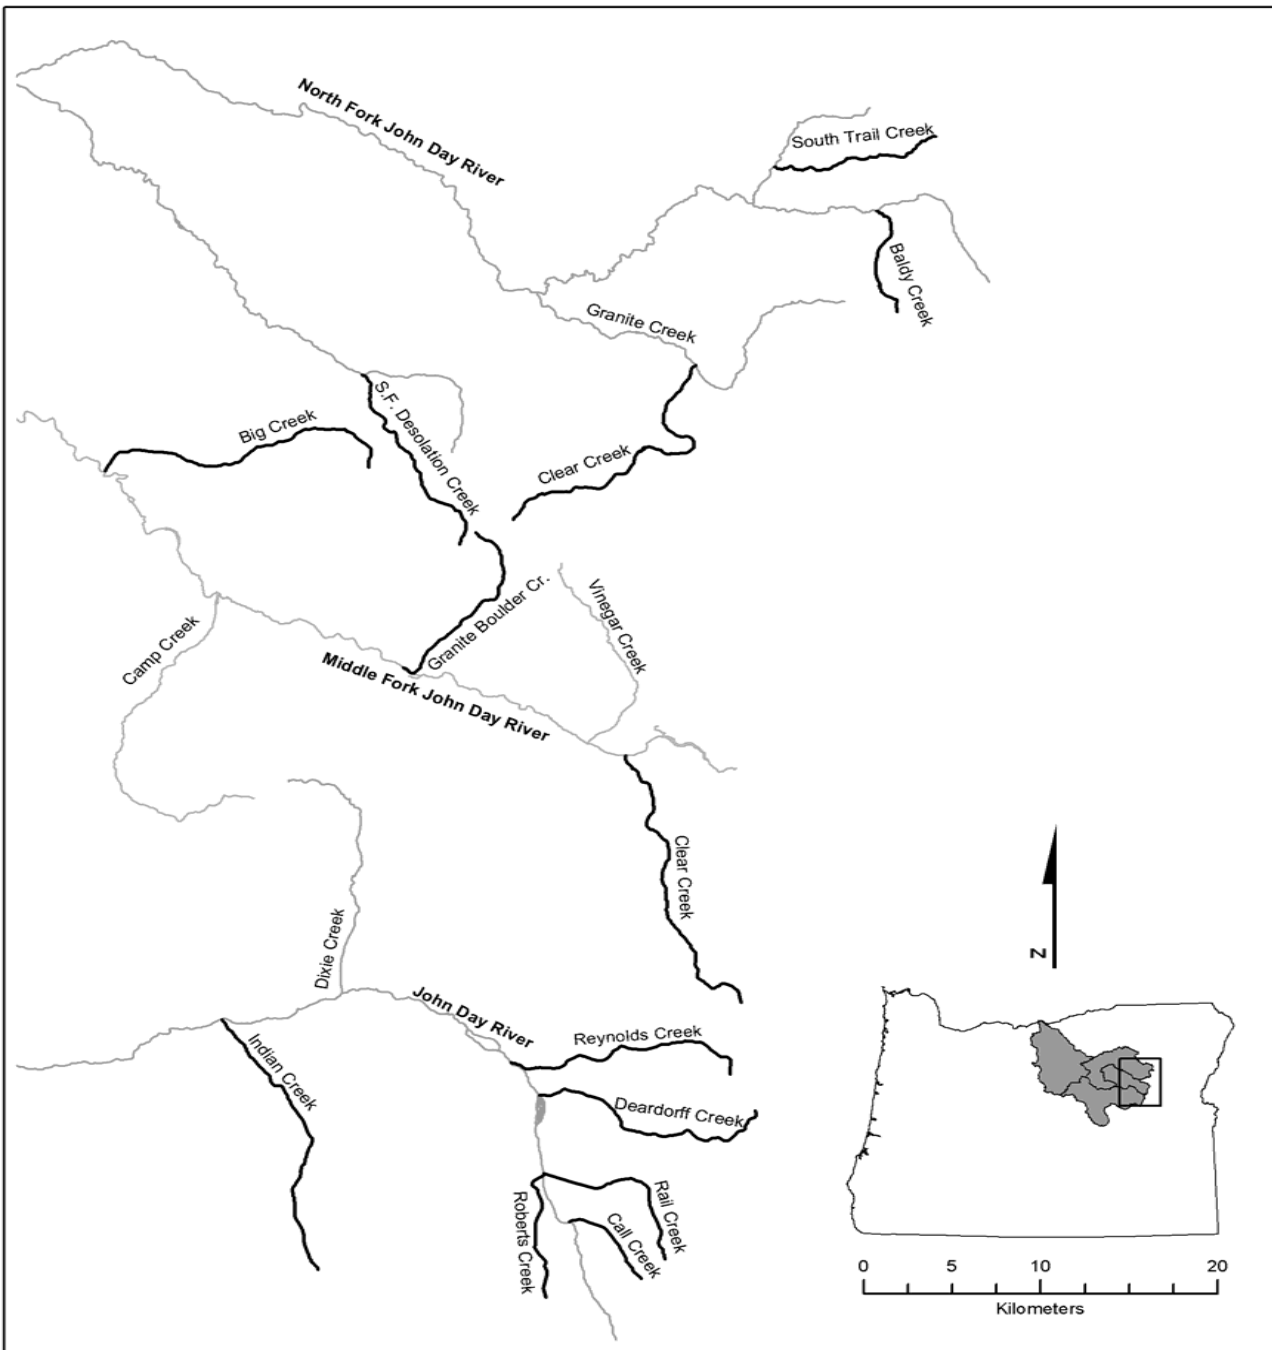 North Fork John Day River
South Trail Creek
Baldy Creek
Granite Creek
S.F. Desolation Creek
Big Creek
Clear Creek
Granite Boulder Cr.
Vinegar Creek
Camp Creek
Middle Fork John Day River
Clear Creek
Dixie Creek
John Day River
Reynolds Creek
Indian Creek
Deardorff Creek
Rail Creek
Roberts Creek
Call Creek
N
0 5 10 20
Kilometers